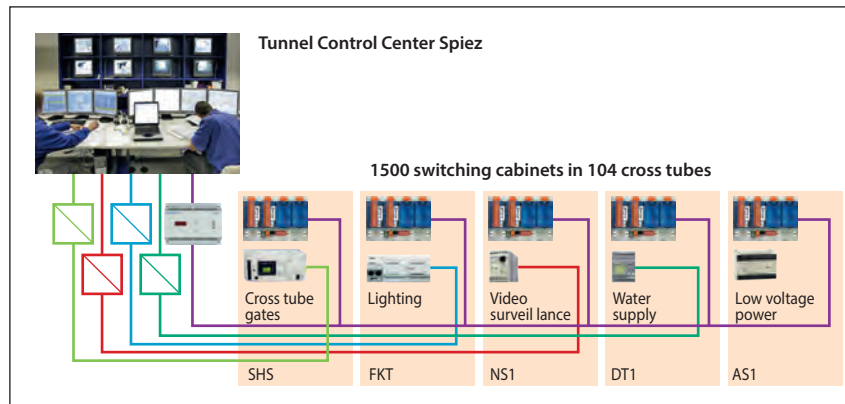 Tunnel Control Center Spiez
1500 switching cabinets in 104 cross tubes
Cross tube
gates
Lighting
Video
surveil lance
Water
supply
Low voltage
power
SHS
FKT
NS1
DT1
AS1